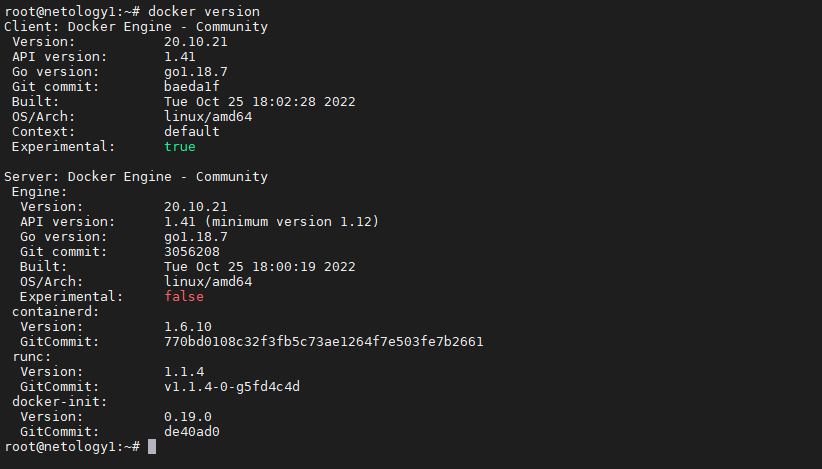 root@netology1:~# docker version
Client: Docker Engine - Community
 Version:           20.10.21
 API version:       1.41
 Go version:        go1.18.7
 Git commit:        baeda1f
 Built:             Tue Oct 25 18:02:28 2022
 OS/Arch:           linux/amd64
 Context:           default
 Experimental:      true

Server: Docker Engine - Community
 Engine:
  Version:          20.10.21
  API version:      1.41 (minimum version 1.12)
  Go version:       go1.18.7
  Git commit:       3056208
  Built:            Tue Oct 25 18:00:19 2022
  OS/Arch:          linux/amd64
  Experimental:     false
 containerd:
  Version:          1.6.10
  GitCommit:        770bd0108c32f3fb5c73ae1264f7e503fe7b2661
 runc:
  Version:          1.1.4
  GitCommit:        v1.1.4-0-g5fd4c4d
 docker-init:
  Version:          0.19.0
  GitCommit:        de40ad0
root@netology1:~#